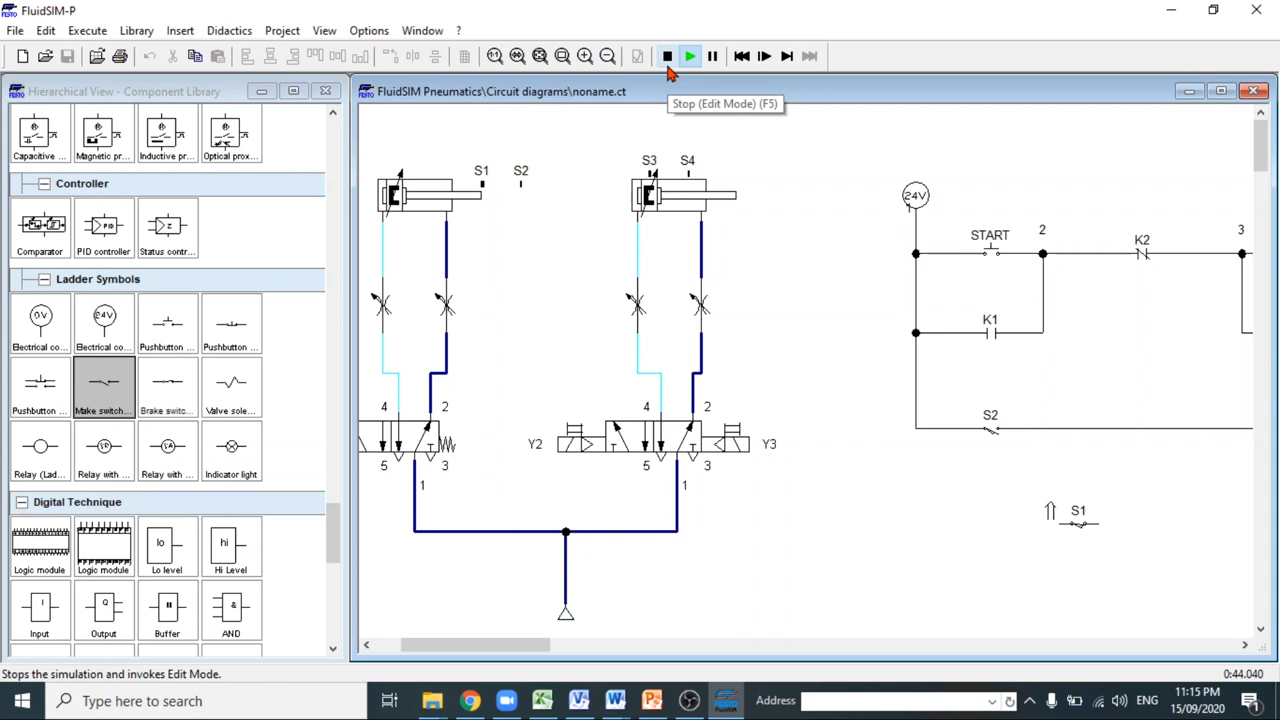 FESTO FluidSIM-P
File Edit Execute Library Insert Didactics Project View Options Window ?
Stop (Edit Mode) (F5)
Hierarchical View - Component Library
FluidSIM Pneumatics\Circuit diagrams\noname.ct
Capacitive ... Magnetic pr... Inductive pr... Optical prox...
Controller
Comparator PID controller Status contr...
Ladder Symbols
0V 24V
Electrical co... Electrical co... Pushbutton ... Pushbutton ...
Pushbutton ... Make switch... Brake switc... Valve sole...
Relay (Lad... Relay with ... Relay with ... Indicator light
Digital Technique
lo hi
Logic module Logic module Lo level Hi Level
I Q &
Input Output Buffer AND
S1 S2 S3 S4
24V
START 2 K2 3
K1
S2
4 2 4 2
Y2 Y3
5 3 5 3
1 1
S1
Stops the simulation and invokes Edit Mode. 0:44.040
Type here to search
Address
ENG
11:15 PM
15/09/2020
1